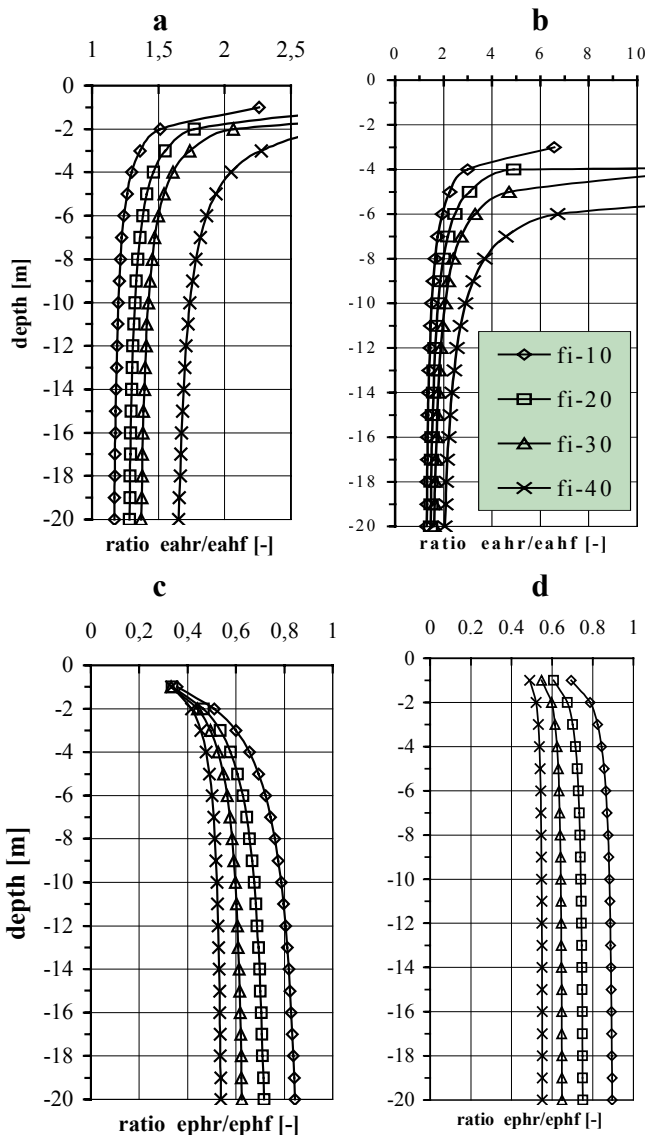 a
1 1,5 2 2,5
0
-2
-4
-6
-8
-10
-12
-14
-16
-18
-20
depth [m]
ratio eahr/eahf [-]
b
0 2 4 6 8 10
0
-2
-4
-6
-8
-10
-12
-14
-16
-18
-20
fi-10
fi-20
fi-30
fi-40
ratio eahr/eahf [-]
c
0 0,2 0,4 0,6 0,8 1
0
-2
-4
-6
-8
-10
-12
-14
-16
-18
-20
depth [m]
ratio ephr/ephf [-]
d
0 0.2 0.4 0.6 0.8 1
0
-2
-4
-6
-8
-10
-12
-14
-16
-18
-20
ratio ephr/ephf [-]